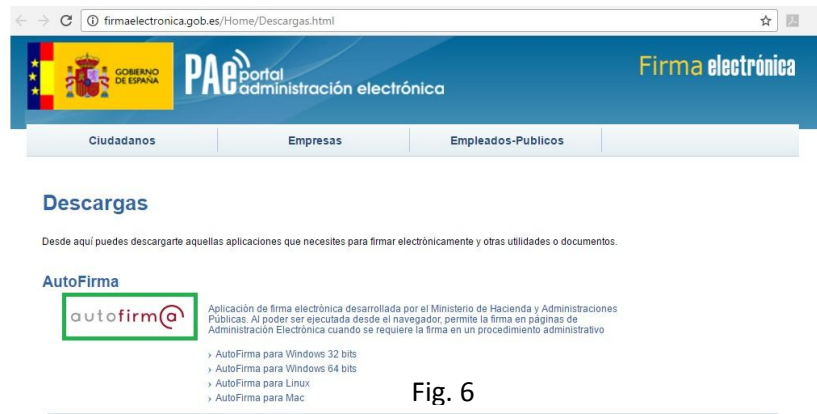 firmaelectronica.gob.es/Home/Descargas.html
GOBIERNO
DE ESPAÑA
PAe portal
administración electrónica
Firma electrónica
Ciudadanos Empresas Empleados-Publicos
Descargas
Desde aquí puedes descargarte aquellas aplicaciones que necesites para firmar electrónicamente y otras utilidades o documentos.
AutoFirma
autofirm@
Aplicación de firma electrónica desarrollada por el Ministerio de Hacienda y Administraciones
Públicas. Al poder ser ejecutada desde el navegador, permite la firma en páginas de
Administración Electrónica cuando se requiere la firma en un procedimiento administrativo
› AutoFirma para Windows 32 bits
› AutoFirma para Windows 64 bits
› AutoFirma para Linux
› AutoFirma para Mac
Fig. 6